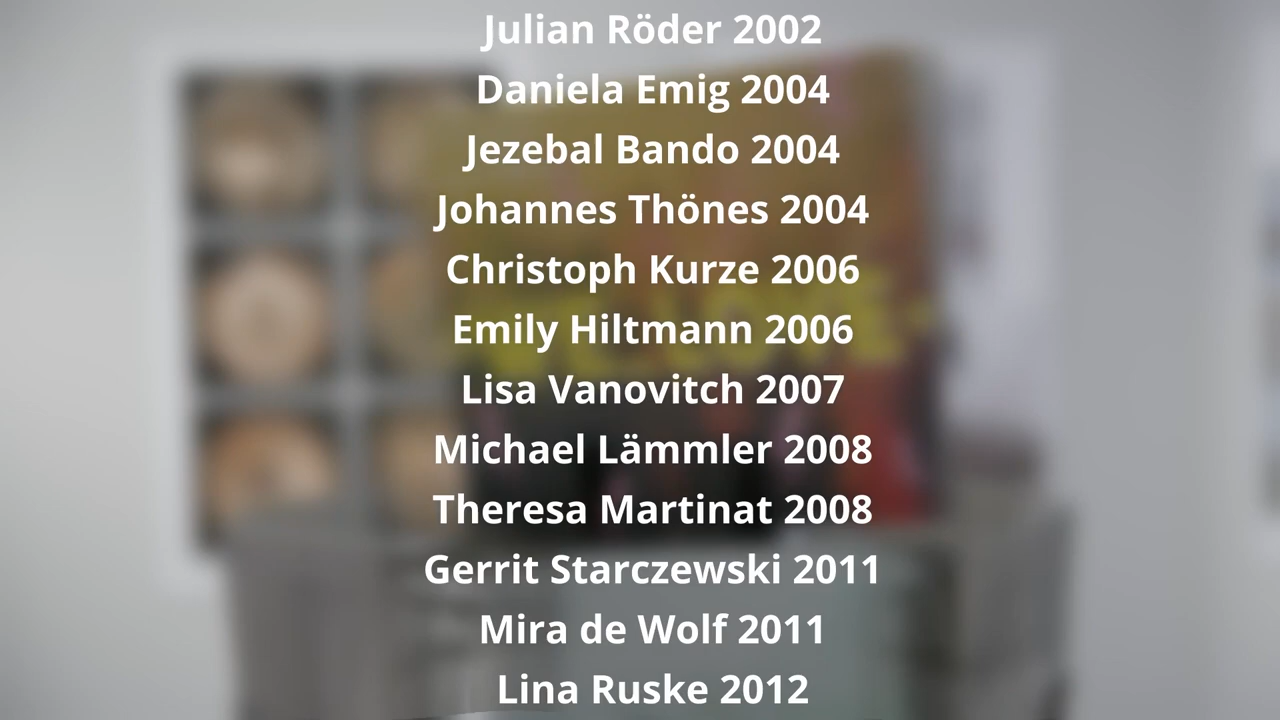 Julian Röder 2002
Daniela Emig 2004
Jezebal Bando 2004
Johannes Thönes 2004
Christoph Kurze 2006
Emily Hiltmann 2006
Lisa Vanovitch 2007
Michael Lämmler 2008
Theresa Martinat 2008
Gerrit Starczewski 2011
Mira de Wolf 2011
Lina Ruske 2012